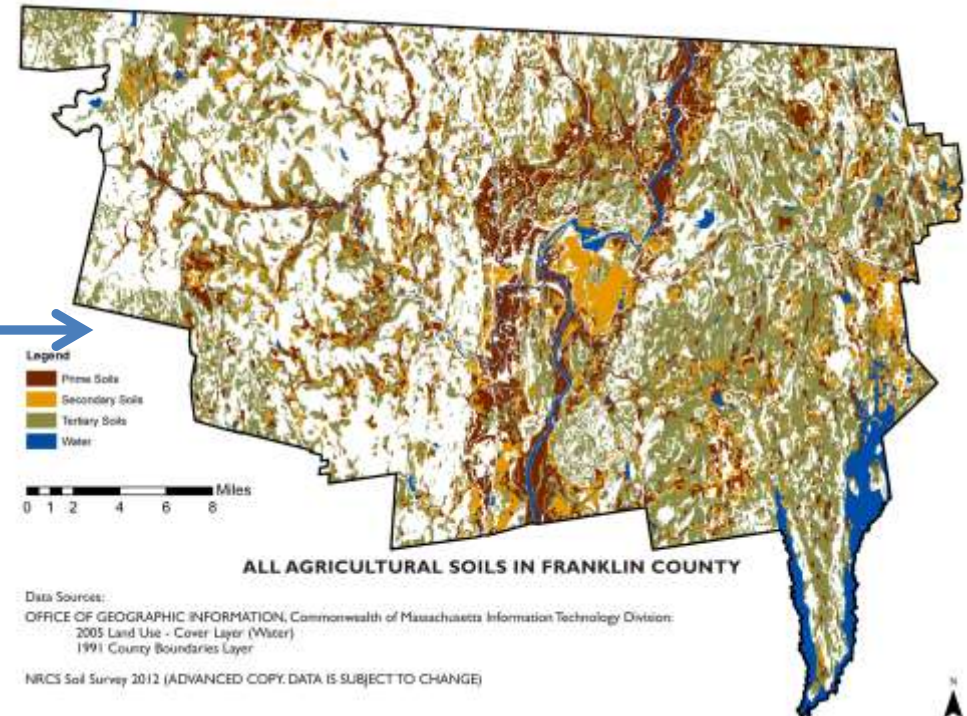 Legend
Prime Soils
Secondary Soils
Tertiary Soils
Water
Miles
0 1 2 4 6 8
ALL AGRICULTURAL SOILS IN FRANKLIN COUNTY
Data Sources:
OFFICE OF GEOGRAPHIC INFORMATION, Commonwealth of Massachusetts Information Technology Division:
2005 Land Use - Cover Layer (Water)
1991 County Boundaries Layer
NRCS Soil Survey 2012 (ADVANCED COPY. DATA IS SUBJECT TO CHANGE)
N